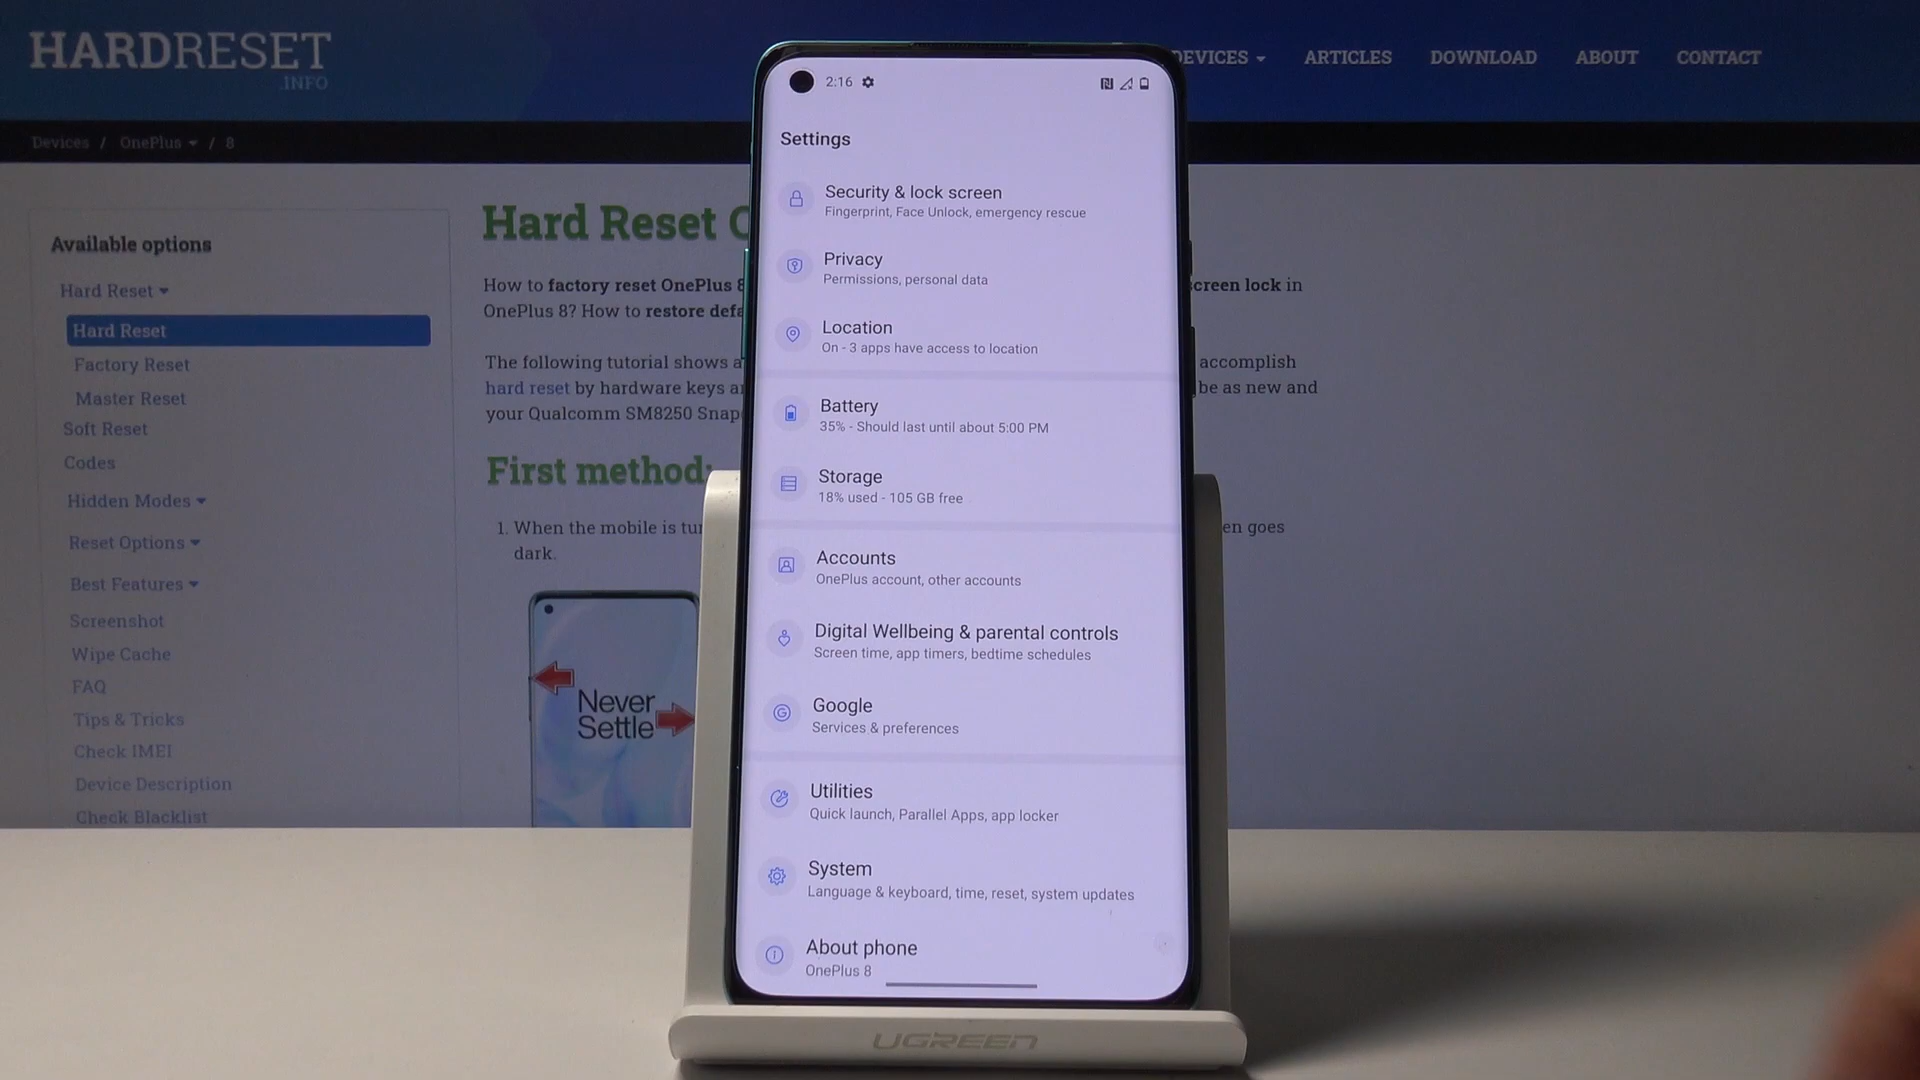 HARDRESET
.INFO
DEVICES
ARTICLES
DOWNLOAD
ABOUT
CONTACT
Devices / OnePlus / 8
Available options
Hard Reset
Hard Reset
Factory Reset
Master Reset
Soft Reset
Codes
Hidden Modes
Reset Options
Best Features
Screenshot
Wipe Cache
FAQ
Tips & Tricks
Check IMEI
Device Description
Check Blacklist
Hard Reset
How to factory reset OnePlus 8 screen lock in
OnePlus 8? How to restore
The following tutorial shows accomplish
hard reset by hardware keys be as new and
your Qualcomm SM8250
First method:
1. When the mobile is goes
dark.
Never
Settle
2:16
Settings
Security & lock screen
Fingerprint, Face Unlock, emergency rescue
Privacy
Permissions, personal data
Location
On - 3 apps have access to location
Battery
35% - Should last until about 5:00 PM
Storage
18% used - 105 GB free
Accounts
OnePlus account, other accounts
Digital Wellbeing & parental controls
Screen time, app timers, bedtime schedules
Google
Services & preferences
Utilities
Quick launch, Parallel Apps, app locker
System
Language & keyboard, time, reset, system updates
About phone
OnePlus 8
UGREEN